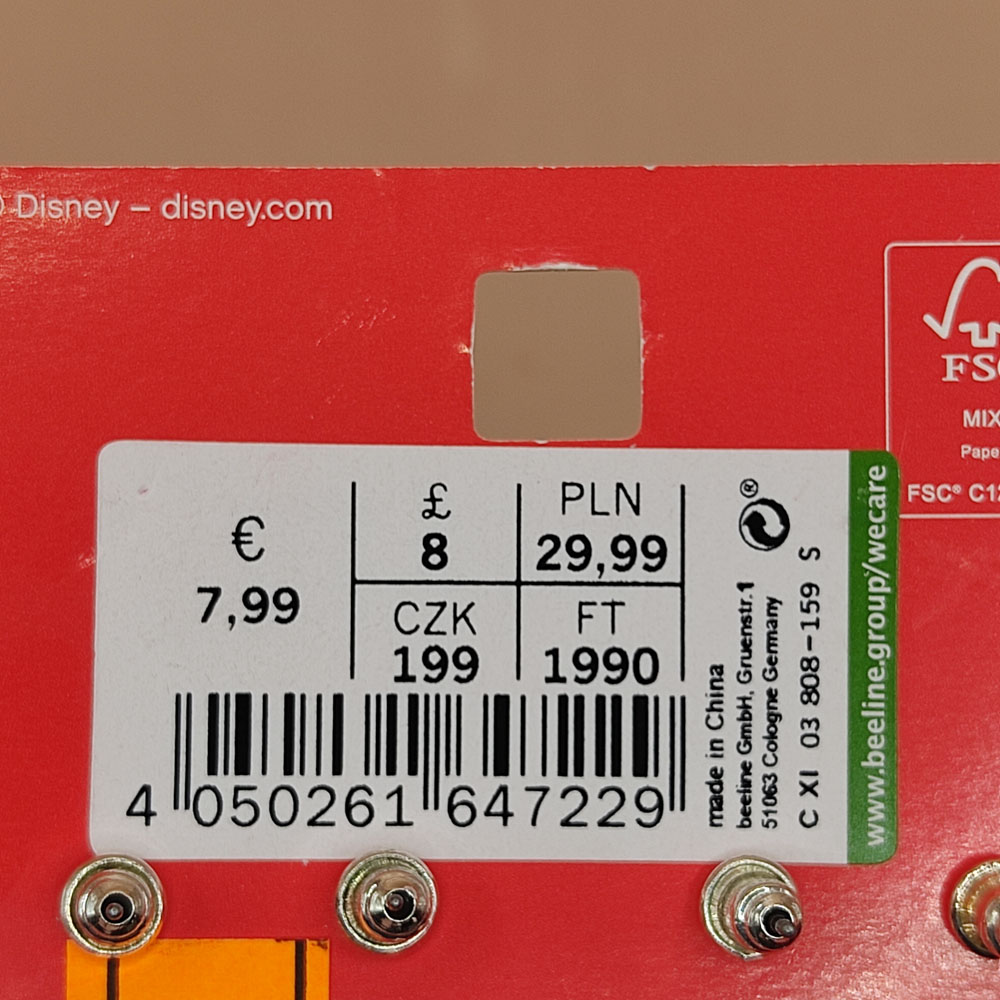 © Disney – disney.com
FSC
MIX
FSC® C1
€
7,99
£
8
PLN
29,99
CZK
199
FT
1990
4 050261 647229
made in China
beeline GmbH, Gruenstr.1
51063 Cologne Germany
C XI 03 808-159 S
www.beeline.group/wecare